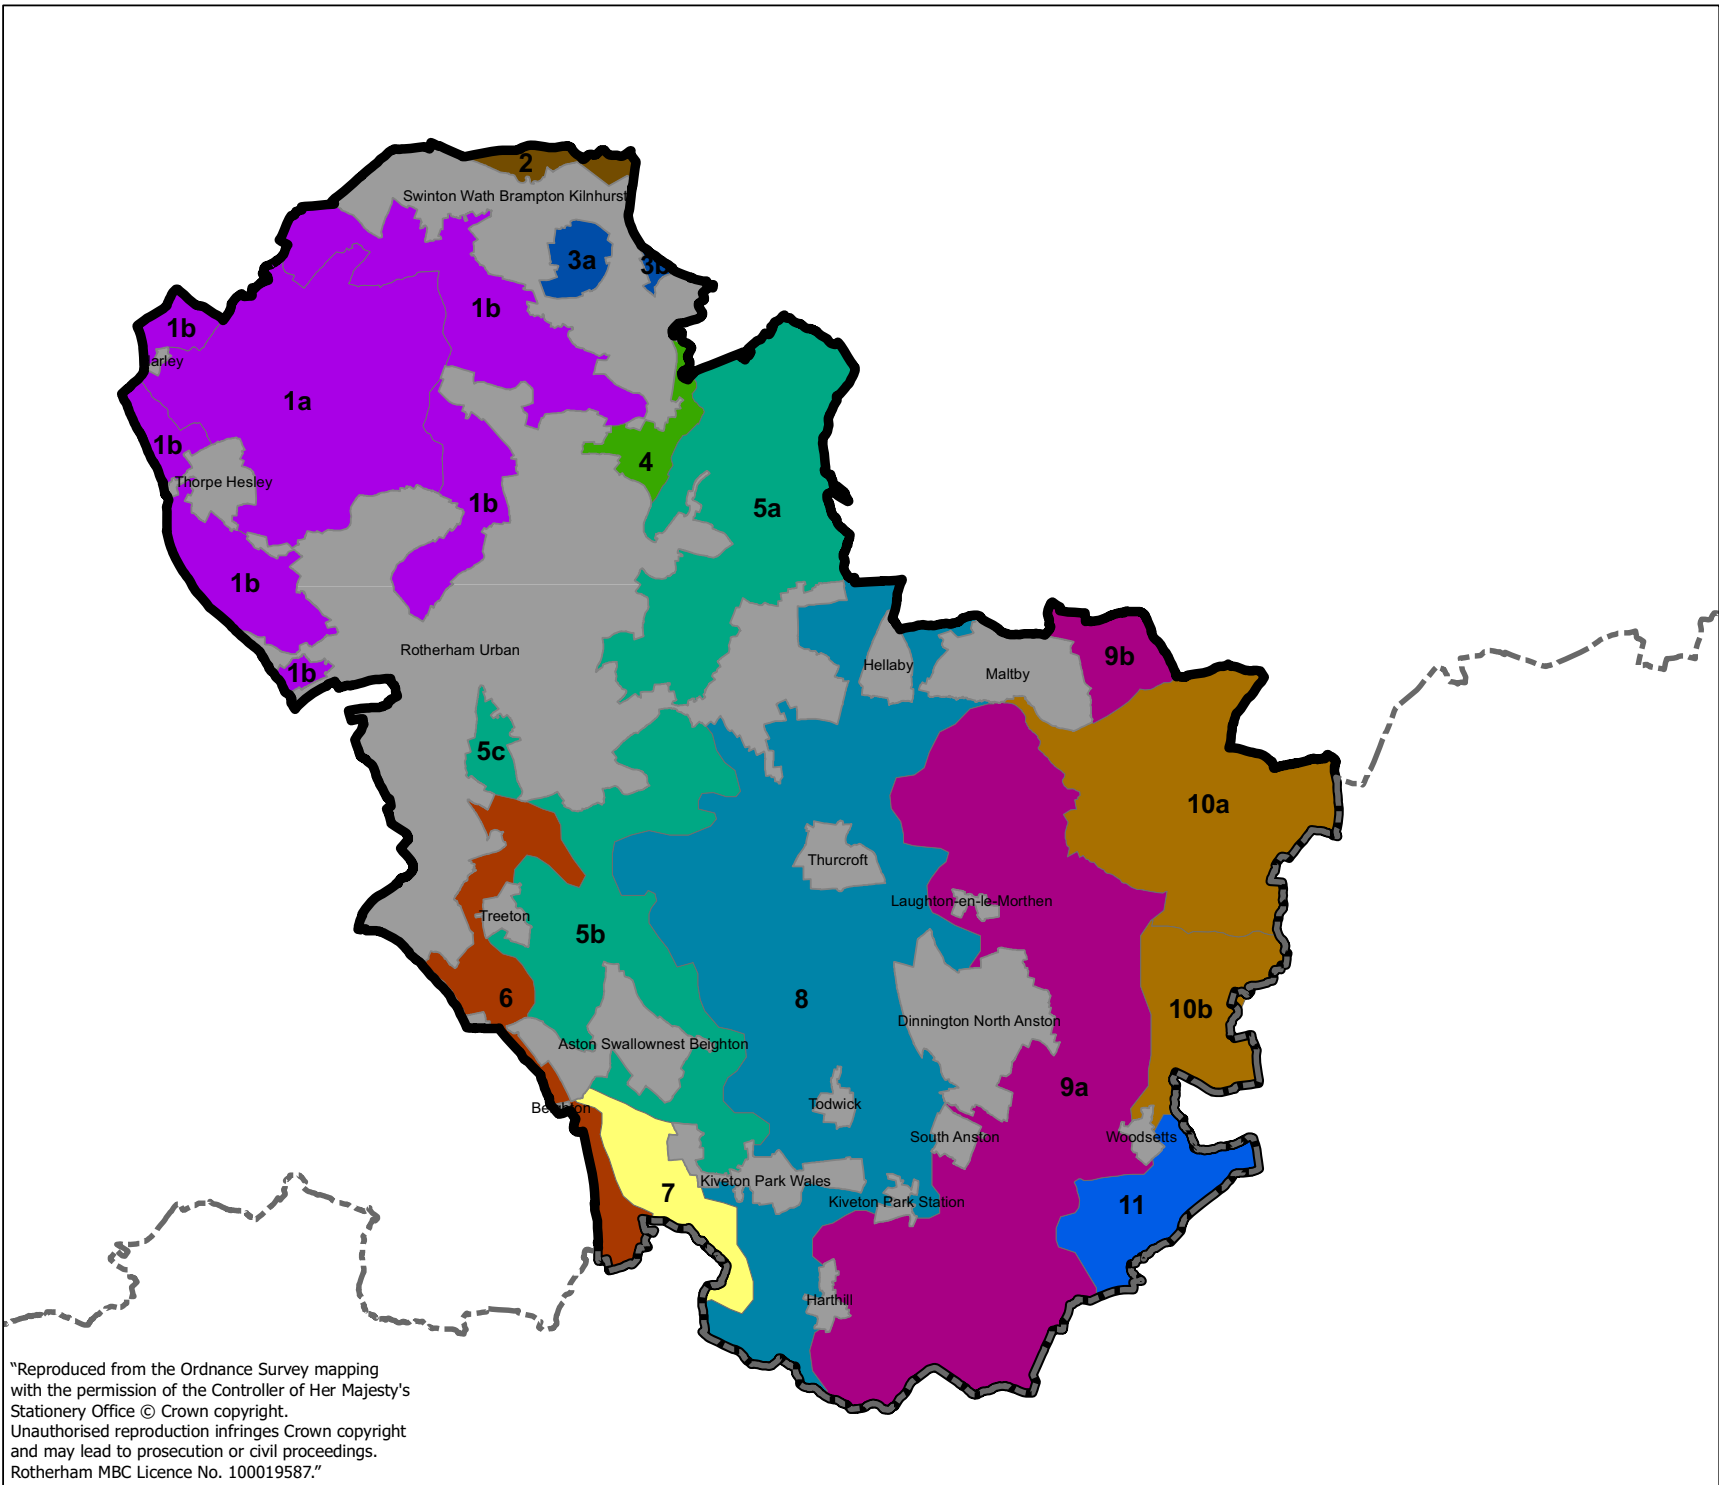 2
Swinton Wath Brampton Kilnhurst
3a
3b
1b
1b
1a
1b
Thorpe Hesley
4
1b
5a
1b
Rotherham Urban
1b
Hellaby
Maltby
9b
5c
10a
Thurcroft
Laughton-en-le-Morthen
Treeton
5b
6
8
10b
Dinnington North Anston
Aston Swallownest Beighton
9a
Todwick
South Anston
Woodsetts
Kiveton Park Wales
7
Kiveton Park Station
11
Harthill
“Reproduced from the Ordnance Survey mapping
with the permission of the Controller of Her Majesty's
Stationery Office © Crown copyright.
Unauthorised reproduction infringes Crown copyright
and may lead to prosecution or civil proceedings.
Rotherham MBC Licence No. 100019587.”